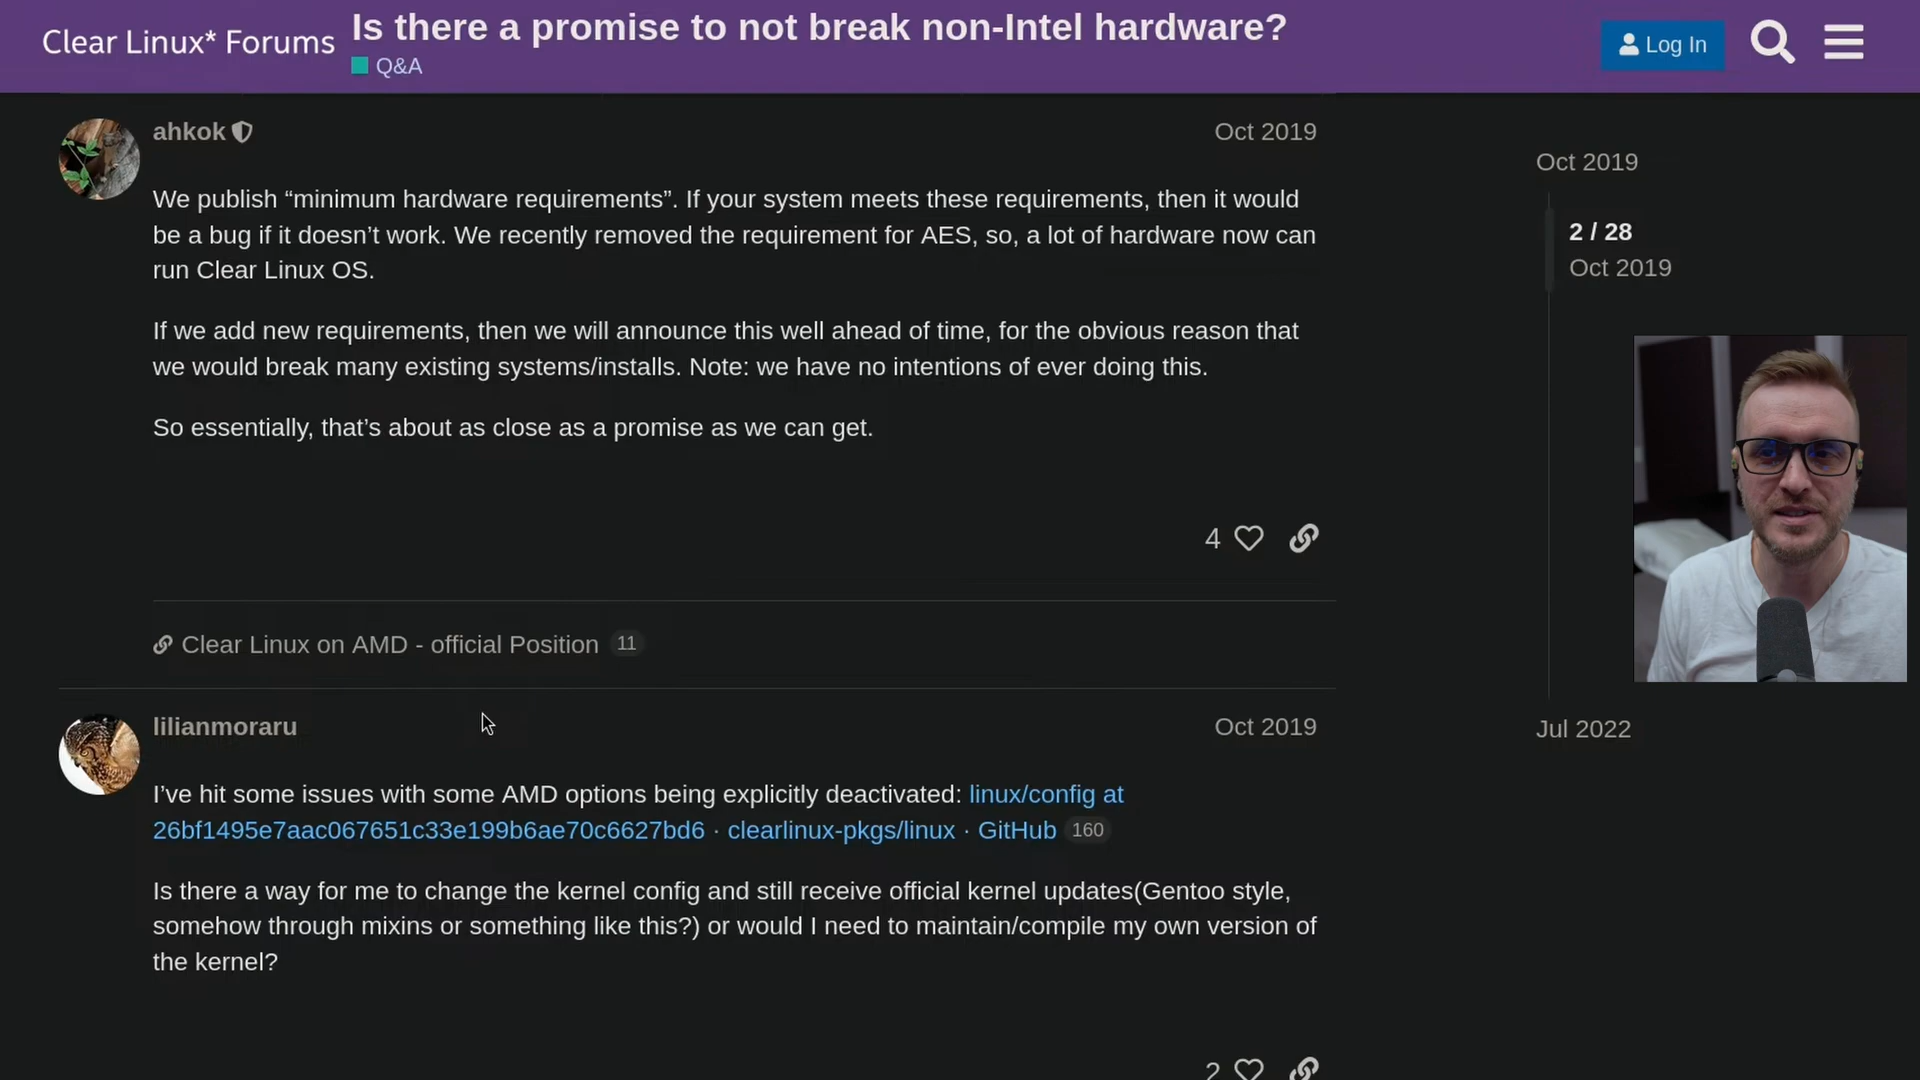 Clear Linux* Forums
Is there a promise to not break non-Intel hardware?
Q&A
Log In
ahkok
Oct 2019
We publish “minimum hardware requirements”. If your system meets these requirements, then it would
be a bug if it doesn’t work. We recently removed the requirement for AES, so, a lot of hardware now can
run Clear Linux OS.
If we add new requirements, then we will announce this well ahead of time, for the obvious reason that
we would break many existing systems/installs. Note: we have no intentions of ever doing this.
So essentially, that’s about as close as a promise as we can get.
4
Clear Linux on AMD - official Position 11
lilianmoraru
Oct 2019
I’ve hit some issues with some AMD options being explicitly deactivated: linux/config at
26bf1495e7aac067651c33e199b6ae70c6627bd6 · clearlinux-pkgs/linux · GitHub 160
Is there a way for me to change the kernel config and still receive official kernel updates(Gentoo style,
somehow through mixins or something like this?) or would I need to maintain/compile my own version of
the kernel?
2
Oct 2019
2 / 28
Oct 2019
Jul 2022